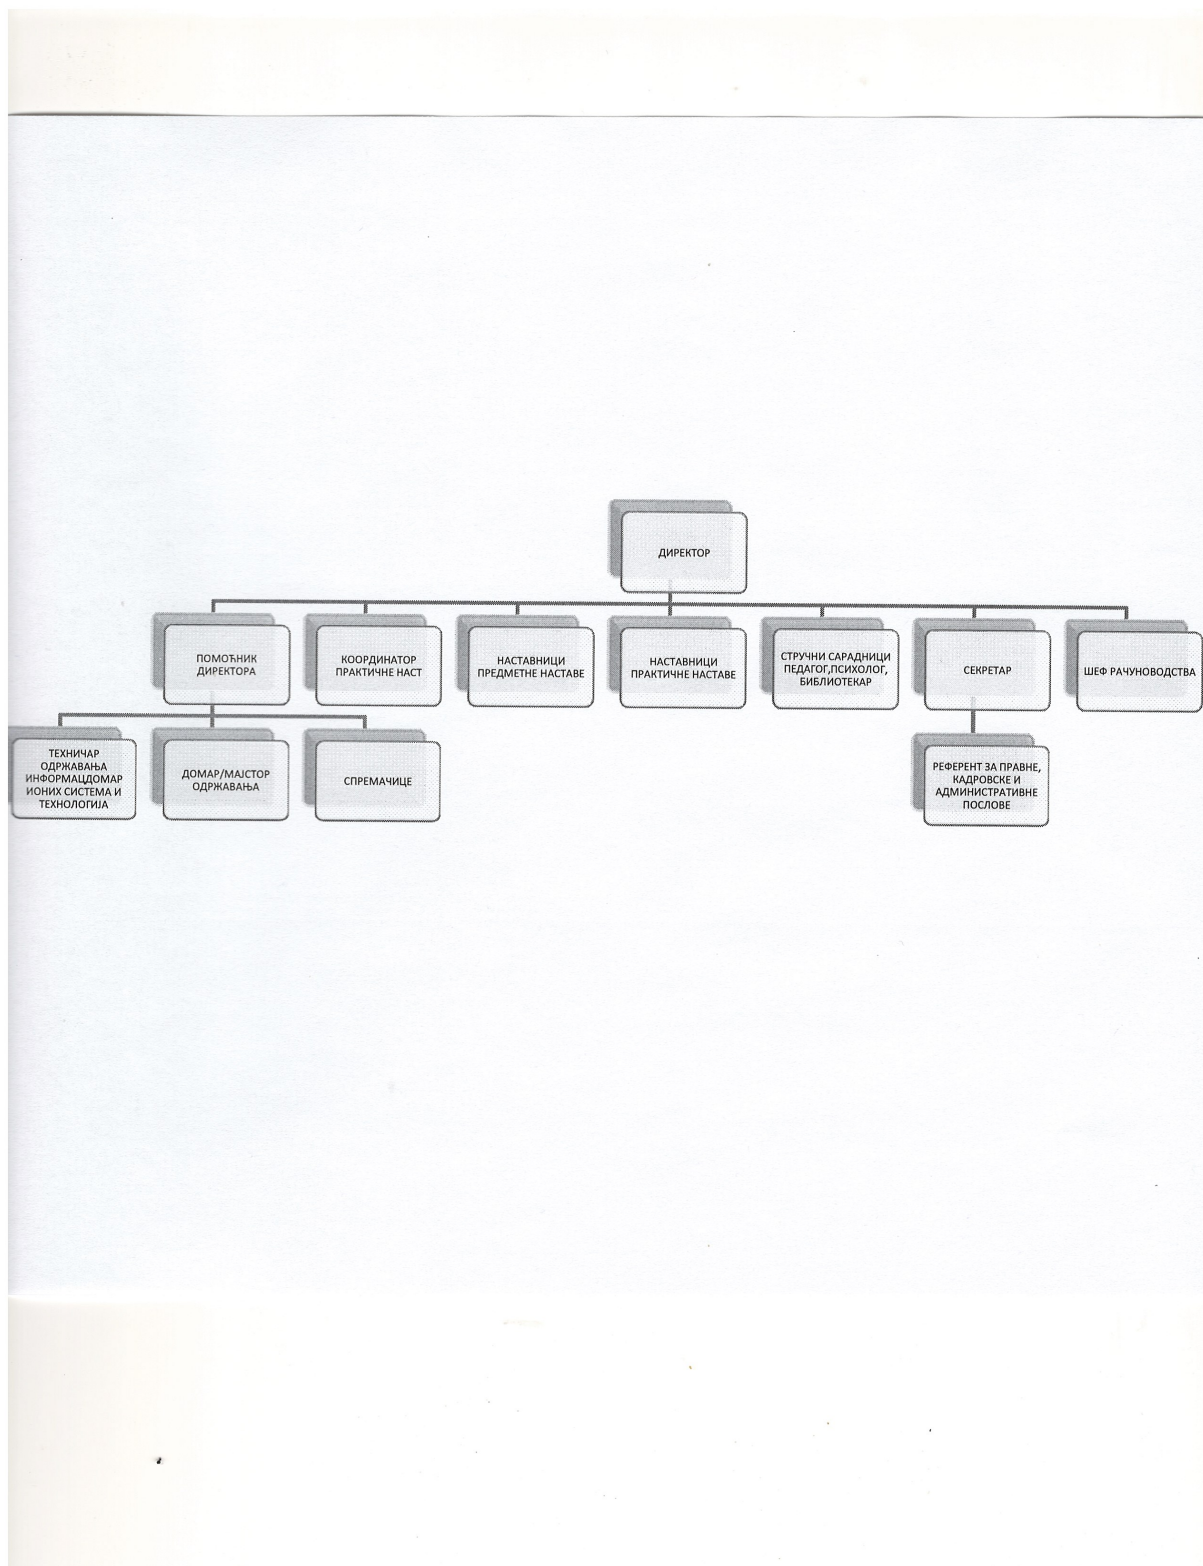 ДИРЕКТОР
ПОМОЋНИК
ДИРЕКТОРА
КООРДИНАТОР
ПРАКТИЧНЕ НАСТ
НАСТАВНИЦИ
ПРЕДМЕТНЕ НАСТАВЕ
НАСТАВНИЦИ
ПРАКТИЧНЕ НАСТАВЕ
СТРУЧНИ САРАДНИЦИ
ПЕДАГОГ,ПСИХОЛОГ,
БИБЛИОТЕКАР
СЕКРЕТАР
ШЕФ РАЧУНОВОДСТВА
ТЕХНИЧАР
ОДРЖАВАЊА
ИНФОРМАЦДОМАР
ИОНИХ СИСТЕМА И
ТЕХНОЛОГИЈА
ДОМАР/МАЈСТОР
ОДРЖАВАЊА
СПРЕМАЧИЦЕ
РЕФЕРЕНТ ЗА ПРАВНЕ,
КАДРОВСКЕ И
АДМИНИСТРАТИВНЕ
ПОСЛОВЕ